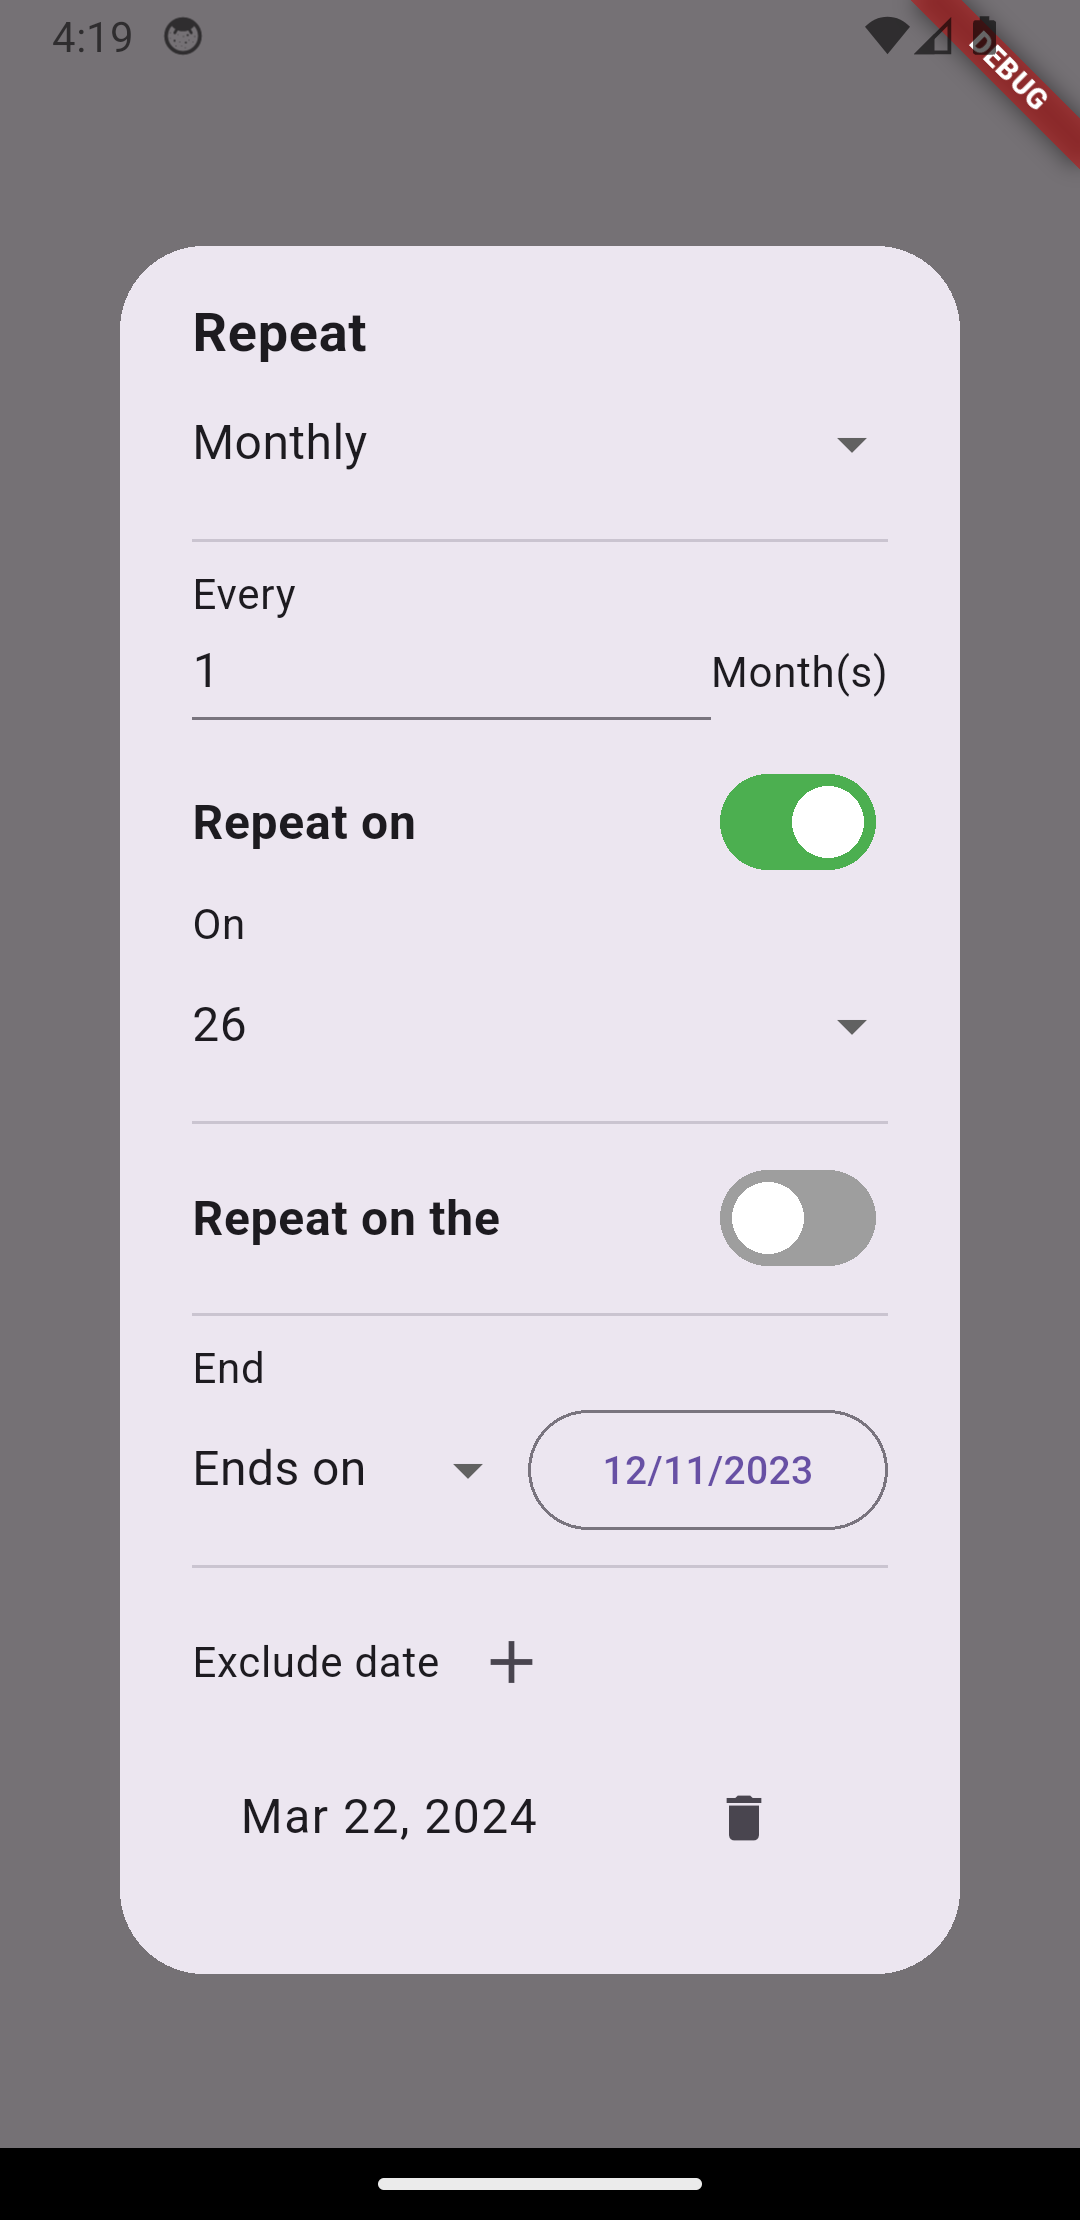 4:19
DEBUG
Repeat
Monthly
Every
1 Month(s)
Repeat on
On
26
Repeat on the
End
Ends on 12/11/2023
Exclude date
Mar 22, 2024